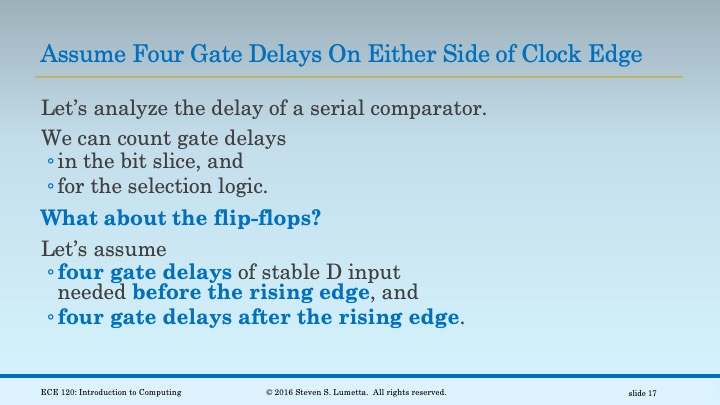 Assume Four Gate Delays On Either Side of Clock Edge
Let’s analyze the delay of a serial comparator.
We can count gate delays
◦ in the bit slice, and
◦ for the selection logic.
What about the flip-flops?
Let’s assume
◦ four gate delays of stable D input
needed before the rising edge, and
◦ four gate delays after the rising edge.
ECE 120: Introduction to Computing
© 2016 Steven S. Lumetta. All rights reserved.
slide 17